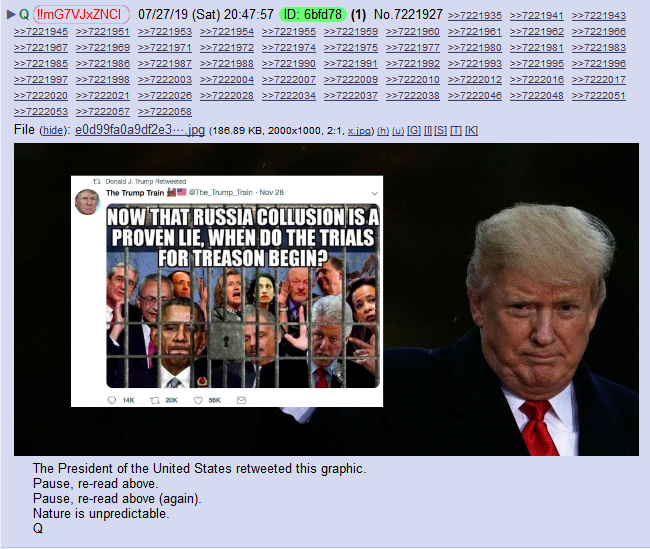 Q !!mG7VJxZNCI 07/27/19 (Sat) 20:47:57 ID: 6bfd78 (1) No.7221927 >>7221935 >>7221941 >>7221943
>>7221945 >>7221951 >>7221953 >>7221954 >>7221955 >>7221959 >>7221960 >>7221961 >>7221962 >>7221966
>>7221967 >>7221969 >>7221971 >>7221972 >>7221974 >>7221975 >>7221977 >>7221980 >>7221981 >>7221983
>>7221985 >>7221986 >>7221987 >>7221988 >>7221990 >>7221991 >>7221992 >>7221993 >>7221995 >>7221996
>>7221997 >>7221998 >>7222003 >>7222004 >>7222007 >>7222009 >>7222010 >>7222012 >>7222016 >>7222017
>>7222020 >>7222021 >>7222026 >>7222028 >>7222034 >>7222037 >>7222038 >>7222046 >>7222048 >>7222051
>>7222053 >>7222057 >>7222058
File (hide): e0d99fa0a9df2e3⋯.jpg (186.89 KB, 2000x1000, 2:1, x.jpg) (h) (u) [G] [I] [S] [T] [K]
Donald J. Trump Retweeted
The Trump Train @The_Trump_Train · Nov 28
NOW THAT RUSSIA COLLUSION IS A
PROVEN LIE, WHEN DO THE TRIALS
FOR TREASON BEGIN?
14K 20K 56K
The President of the United States retweeted this graphic.
Pause, re-read above.
Pause, re-read above (again).
Nature is unpredictable.
Q